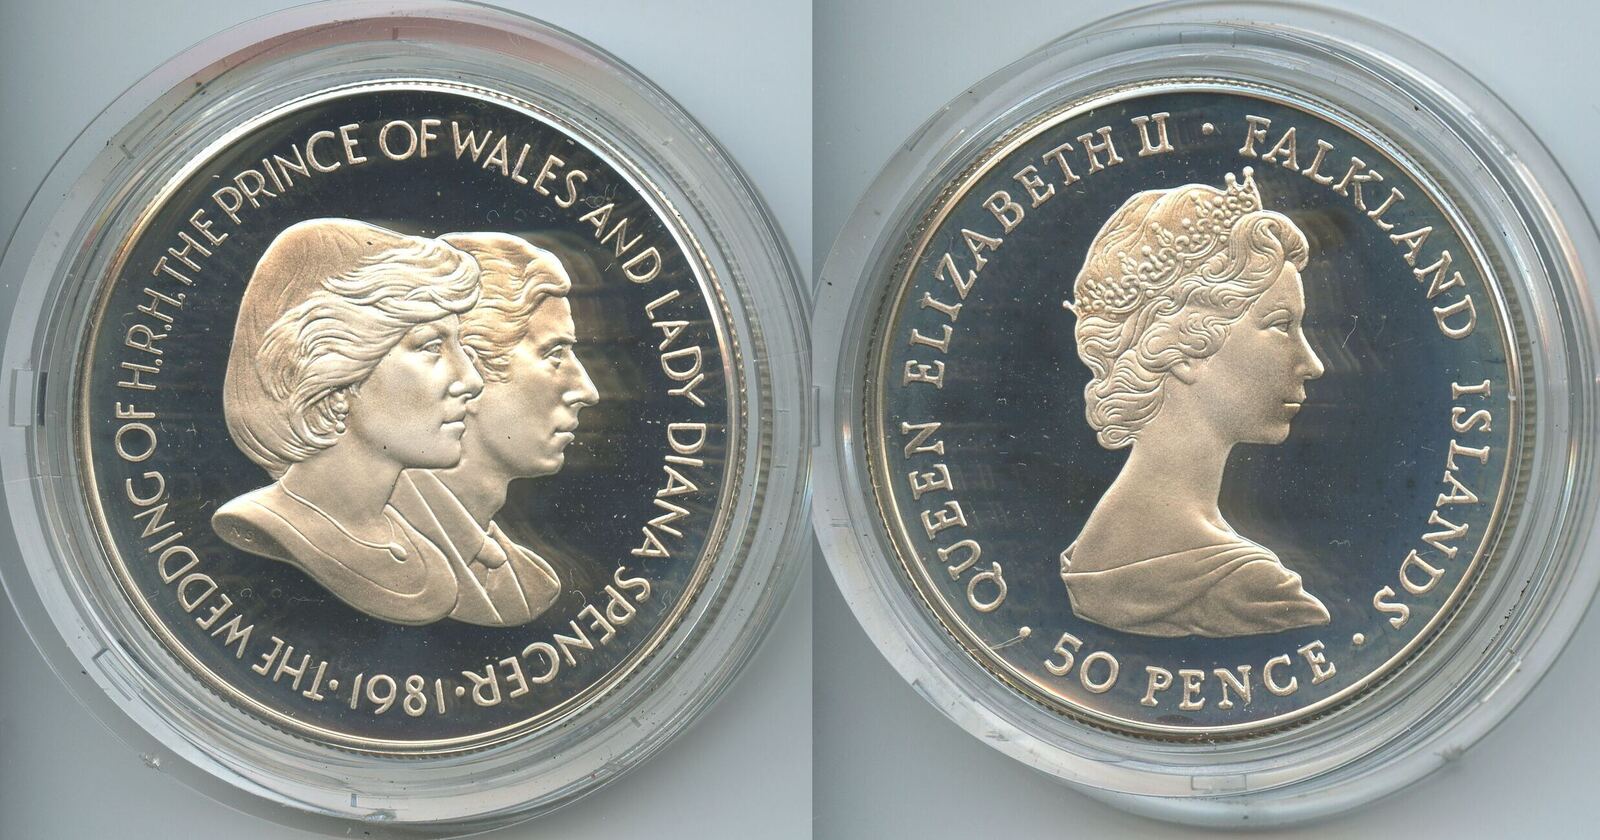 THE WEDDING OF H.R.H. THE PRINCE OF WALES AND LADY DIANA SPENCER · 1981 ·
QUEEN ELIZABETH II · FALKLAND ISLANDS ·
50 PENCE ·